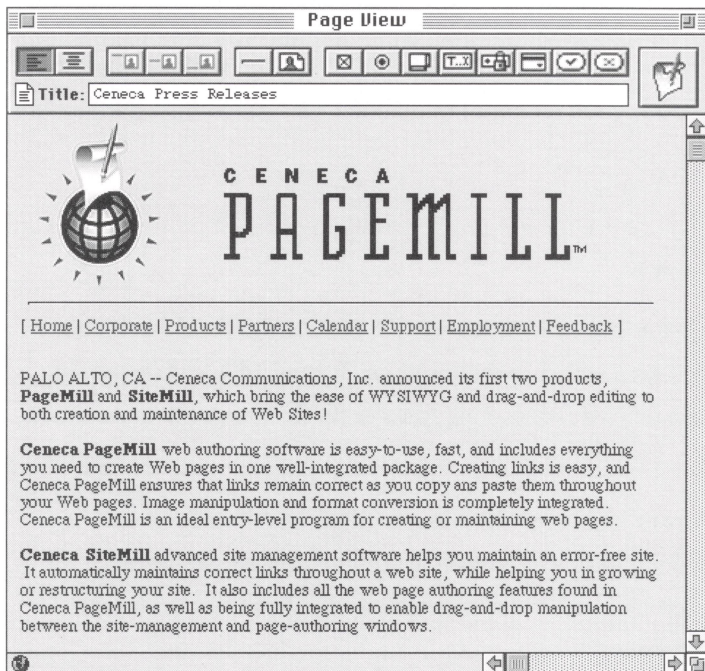 Page View
T...X
Title: Ceneca Press Releases
CENECA
PAGEMILL™
[ Home | Corporate | Products | Partners | Calendar | Support | Employment | Feedback ]
PALO ALTO, CA -- Ceneca Communications, Inc. announced its first two products,
PageMill and SiteMill, which bring the ease of WYSIWYG and drag-and-drop editing to
both creation and maintenance of Web Sites!
Ceneca PageMill web authoring software is easy-to-use, fast, and includes everything
you need to create Web pages in one well-integrated package. Creating links is easy, and
Ceneca PageMill ensures that links remain correct as you copy ans paste them throughout
your Web pages. Image manipulation and format conversion is completely integrated.
Ceneca PageMill is an ideal entry-level program for creating or maintaining web pages.
Ceneca SiteMill advanced site management software helps you maintain an error-free site.
It automatically maintains correct links throughout a web site, while helping you in growing
or restructuring your site. It also includes all the web page authoring features found in
Ceneca PageMill, as well as being fully integrated to enable drag-and-drop manipulation
between the site-management and page-authoring windows.